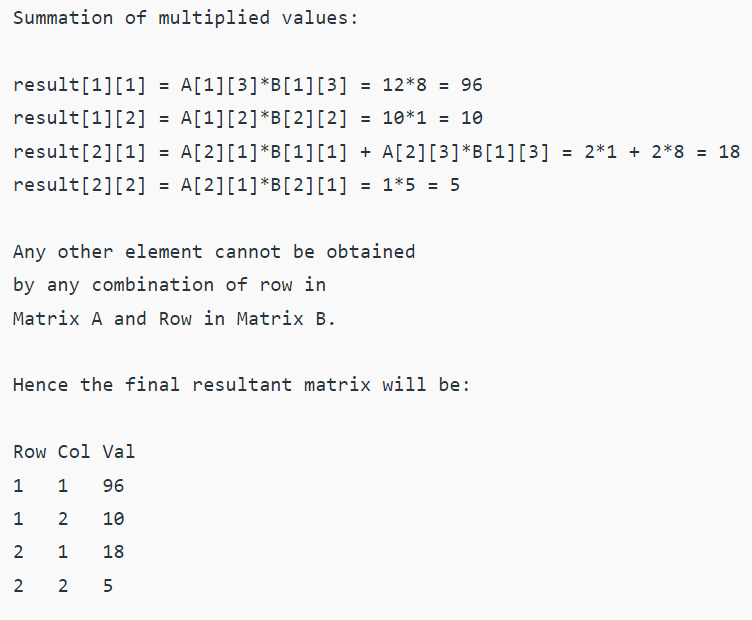 Summation of multiplied values:
result[1][1] = A[1][3]*B[1][3] = 12*8 = 96
result[1][2] = A[1][2]*B[2][2] = 10*1 = 10
result[2][1] = A[2][1]*B[1][1] + A[2][3]*B[1][3] = 2*1 + 2*8 = 18
result[2][2] = A[2][1]*B[2][1] = 1*5 = 5
Any other element cannot be obtained
by any combination of row in
Matrix A and Row in Matrix B.
Hence the final resultant matrix will be:
Row Col Val
1 1 96
1 2 10
2 1 18
2 2 5